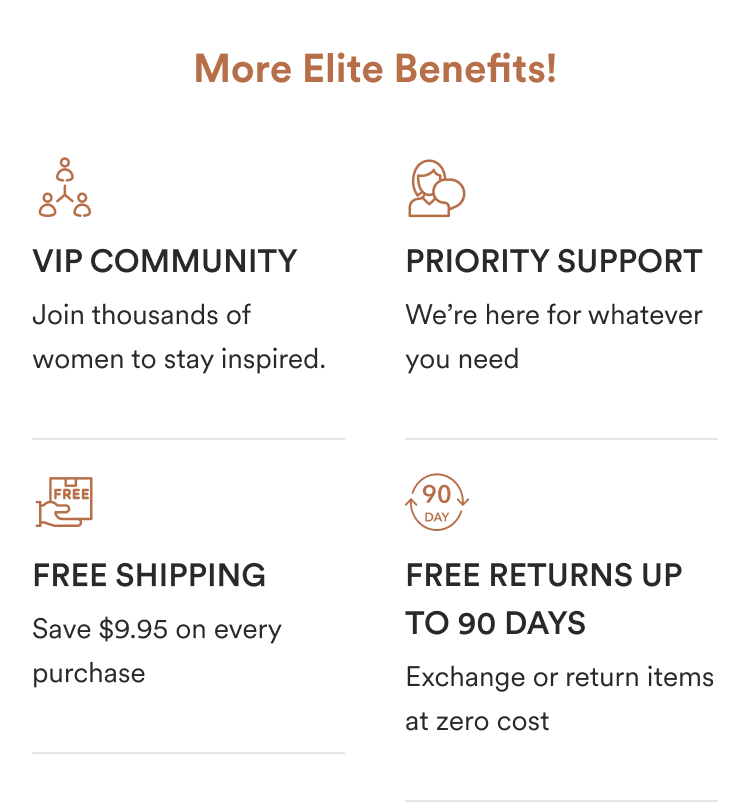 More Elite Benefits!
VIP COMMUNITY
Join thousands of
women to stay inspired.
PRIORITY SUPPORT
We’re here for whatever
you need
FREE
FREE SHIPPING
Save $9.95 on every
purchase
90
DAY
FREE RETURNS UP
TO 90 DAYS
Exchange or return items
at zero cost